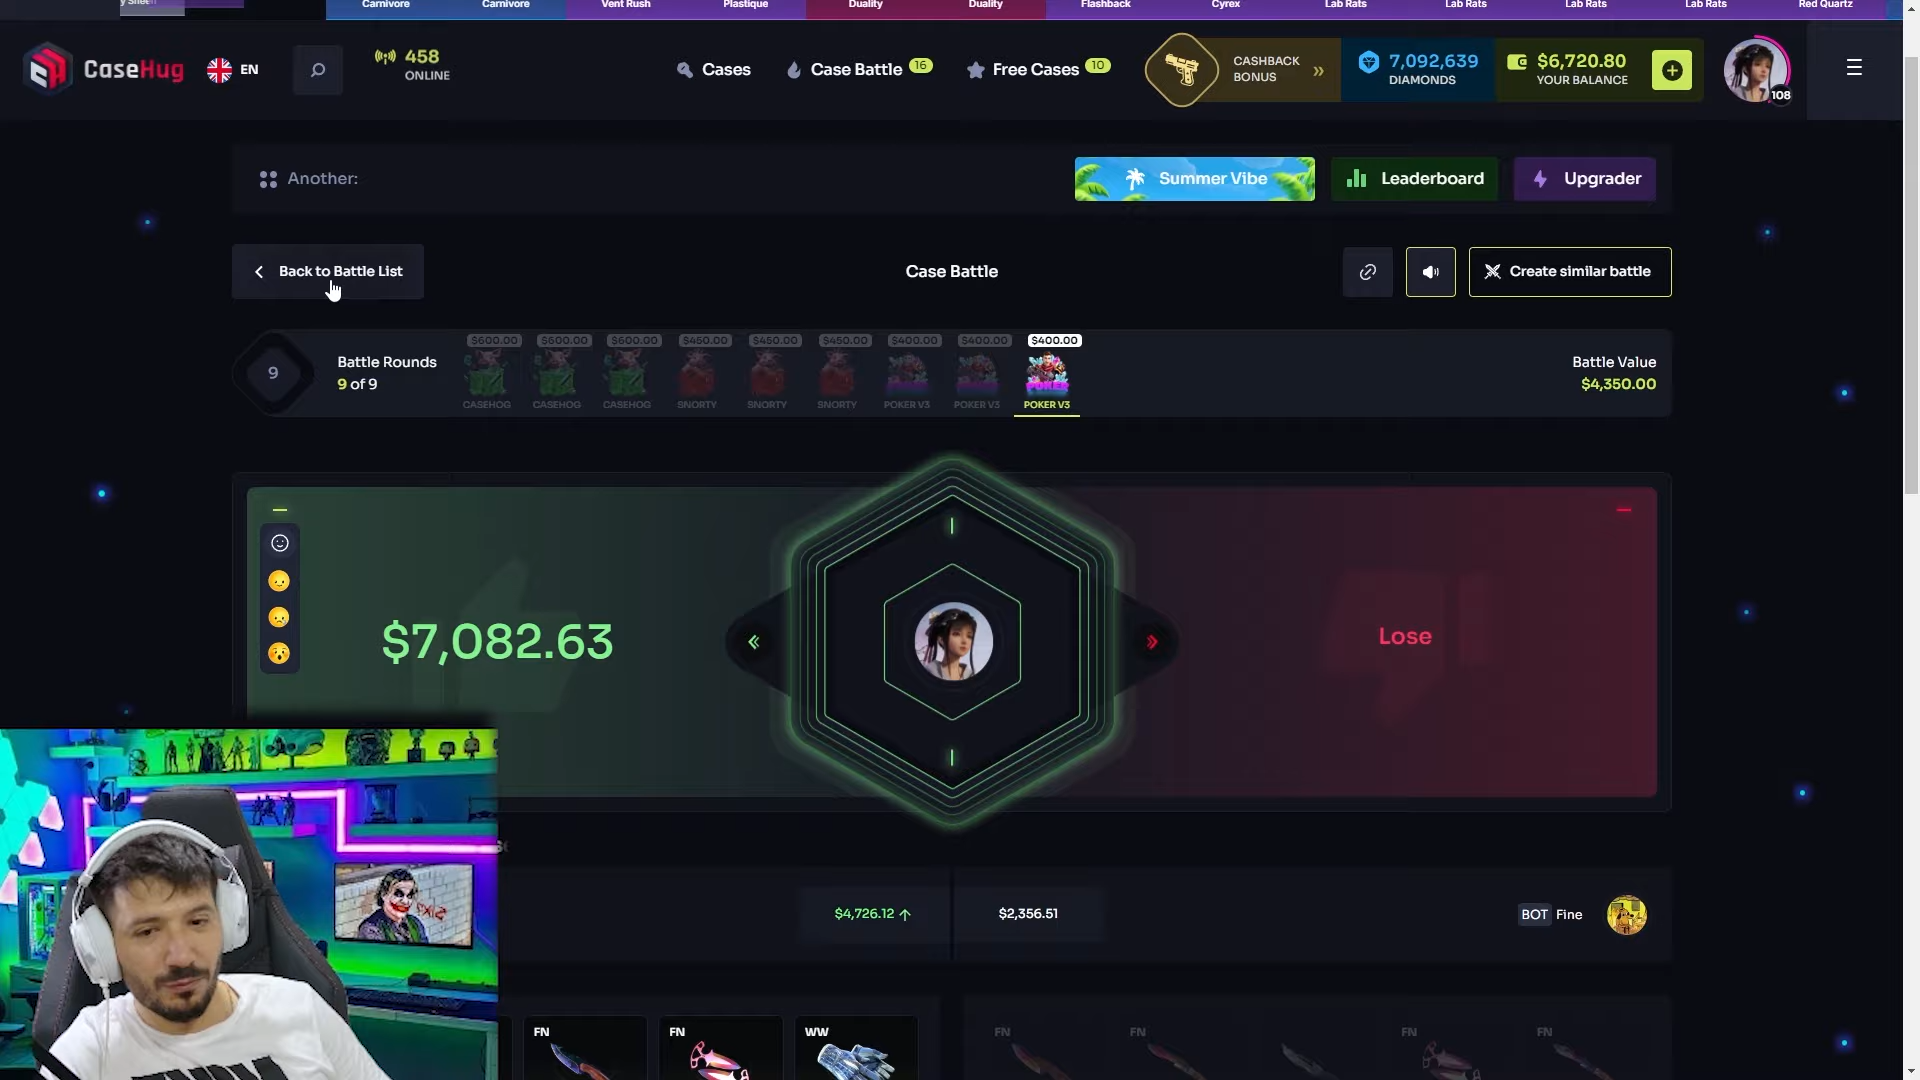 Carnivore Carnivore Vent Rush Plastique Duality Duality Flashback Cyrex Lab Rats Lab Rats Lab Rats Lab Rats Red Quartz
CaseHug
EN
458
ONLINE
Cases
Case Battle 16
Free Cases 10
CASHBACK
BONUS
7,092,639
DIAMONDS
$6,720.80
YOUR BALANCE
108
Another:
Summer Vibe
Leaderboard
Upgrader
Back to Battle List
Case Battle
Create similar battle
9
Battle Rounds
9 of 9
$600.00 $600.00 $600.00 $450.00 $450.00 $450.00 $400.00 $400.00 $400.00
CASEHOG CASEHOG CASEHOG SNORTY SNORTY SNORTY POKER V3 POKER V3 POKER V3
Battle Value
$4,350.00
$7,082.63
Lose
$4,726.12
$2,356.51
BOT Fine
FN FN WW FN FN FN FN